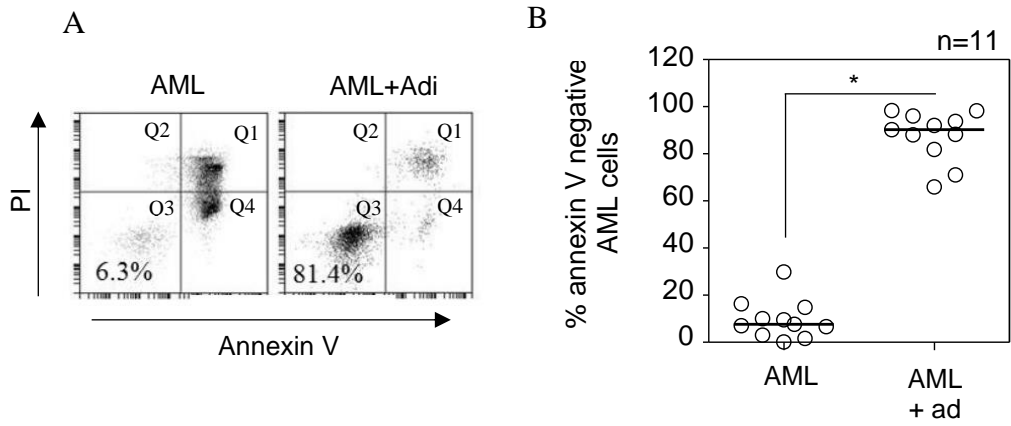 A
AML
AML+Adi
PI
Q2
Q1
O3
Q4
6.3%
Q2
Q1
Q3
Q4
81.4%
Annexin V
B
n=11
% annexin V negative
AML cells
120
100
80
60
40
20
0
*
AML
AML
+ ad